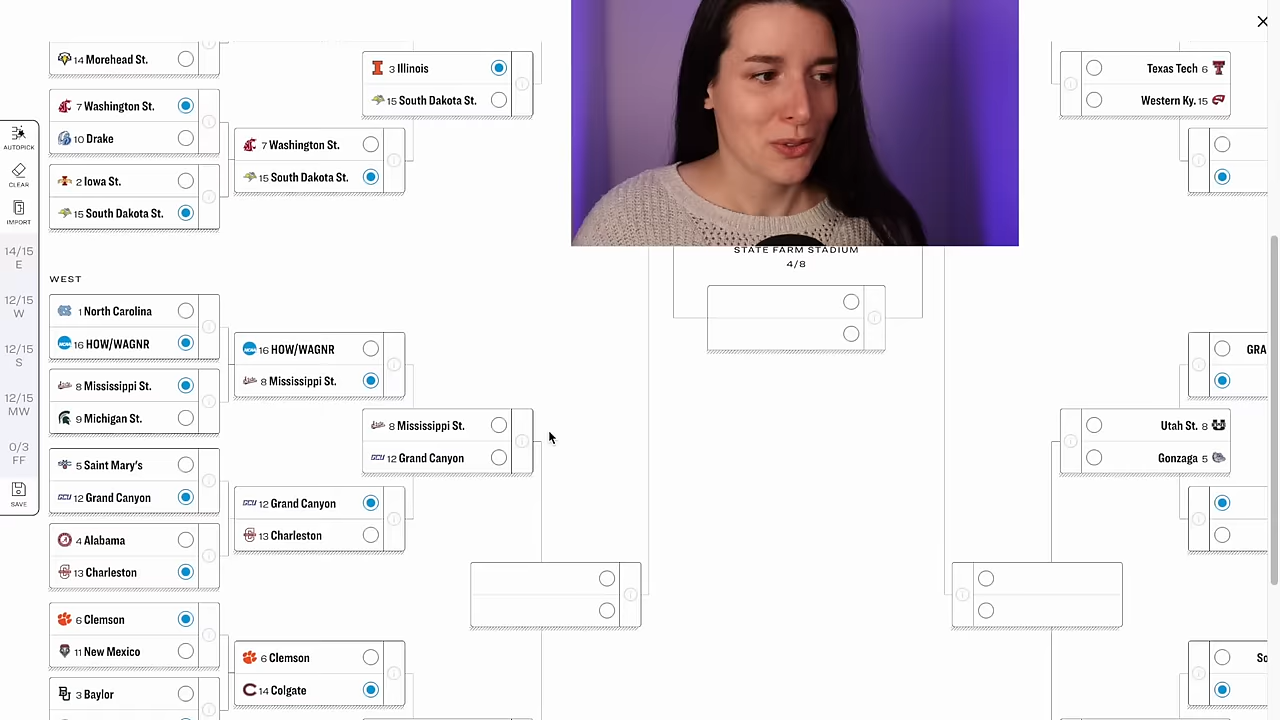 14 Morehead St.
7 Washington St.
10 Drake
2 Iowa St.
15 South Dakota St.
7 Washington St.
15 South Dakota St.
3 Illinois
15 South Dakota St.
AUTOPICK
CLEAR
IMPORT
14/15
E
12/15
W
12/15
S
12/15
MW
0/3
FF
SAVE
WEST
1 North Carolina
16 HOW/WAGNR
8 Mississippi St.
9 Michigan St.
5 Saint Mary's
12 Grand Canyon
4 Alabama
13 Charleston
6 Clemson
11 New Mexico
3 Baylor
16 HOW/WAGNR
8 Mississippi St.
12 Grand Canyon
13 Charleston
6 Clemson
14 Colgate
8 Mississippi St.
12 Grand Canyon
STATE FARM STADIUM
4/8
Texas Tech 6
Western Ky. 15
Utah St. 8
Gonzaga 5
GRA
So